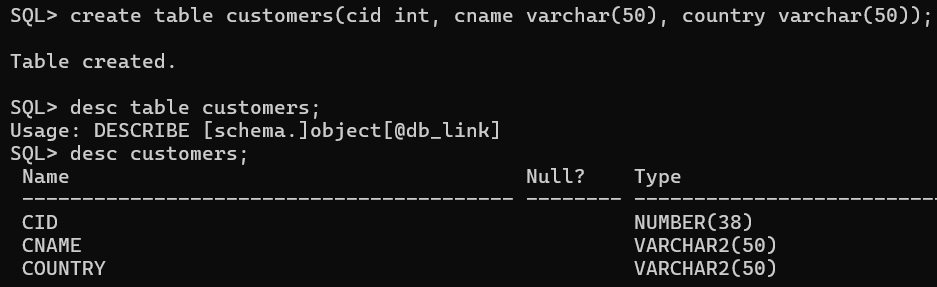 SQL> create table customers(cid int, cname varchar(50), country varchar(50));
Table created.
SQL> desc table customers;
Usage: DESCRIBE [schema.]object[@db_link]
SQL> desc customers;
Name Null? Type
----------------------------------------- -------- --------------------------
CID NUMBER(38)
CNAME VARCHAR2(50)
COUNTRY VARCHAR2(50)